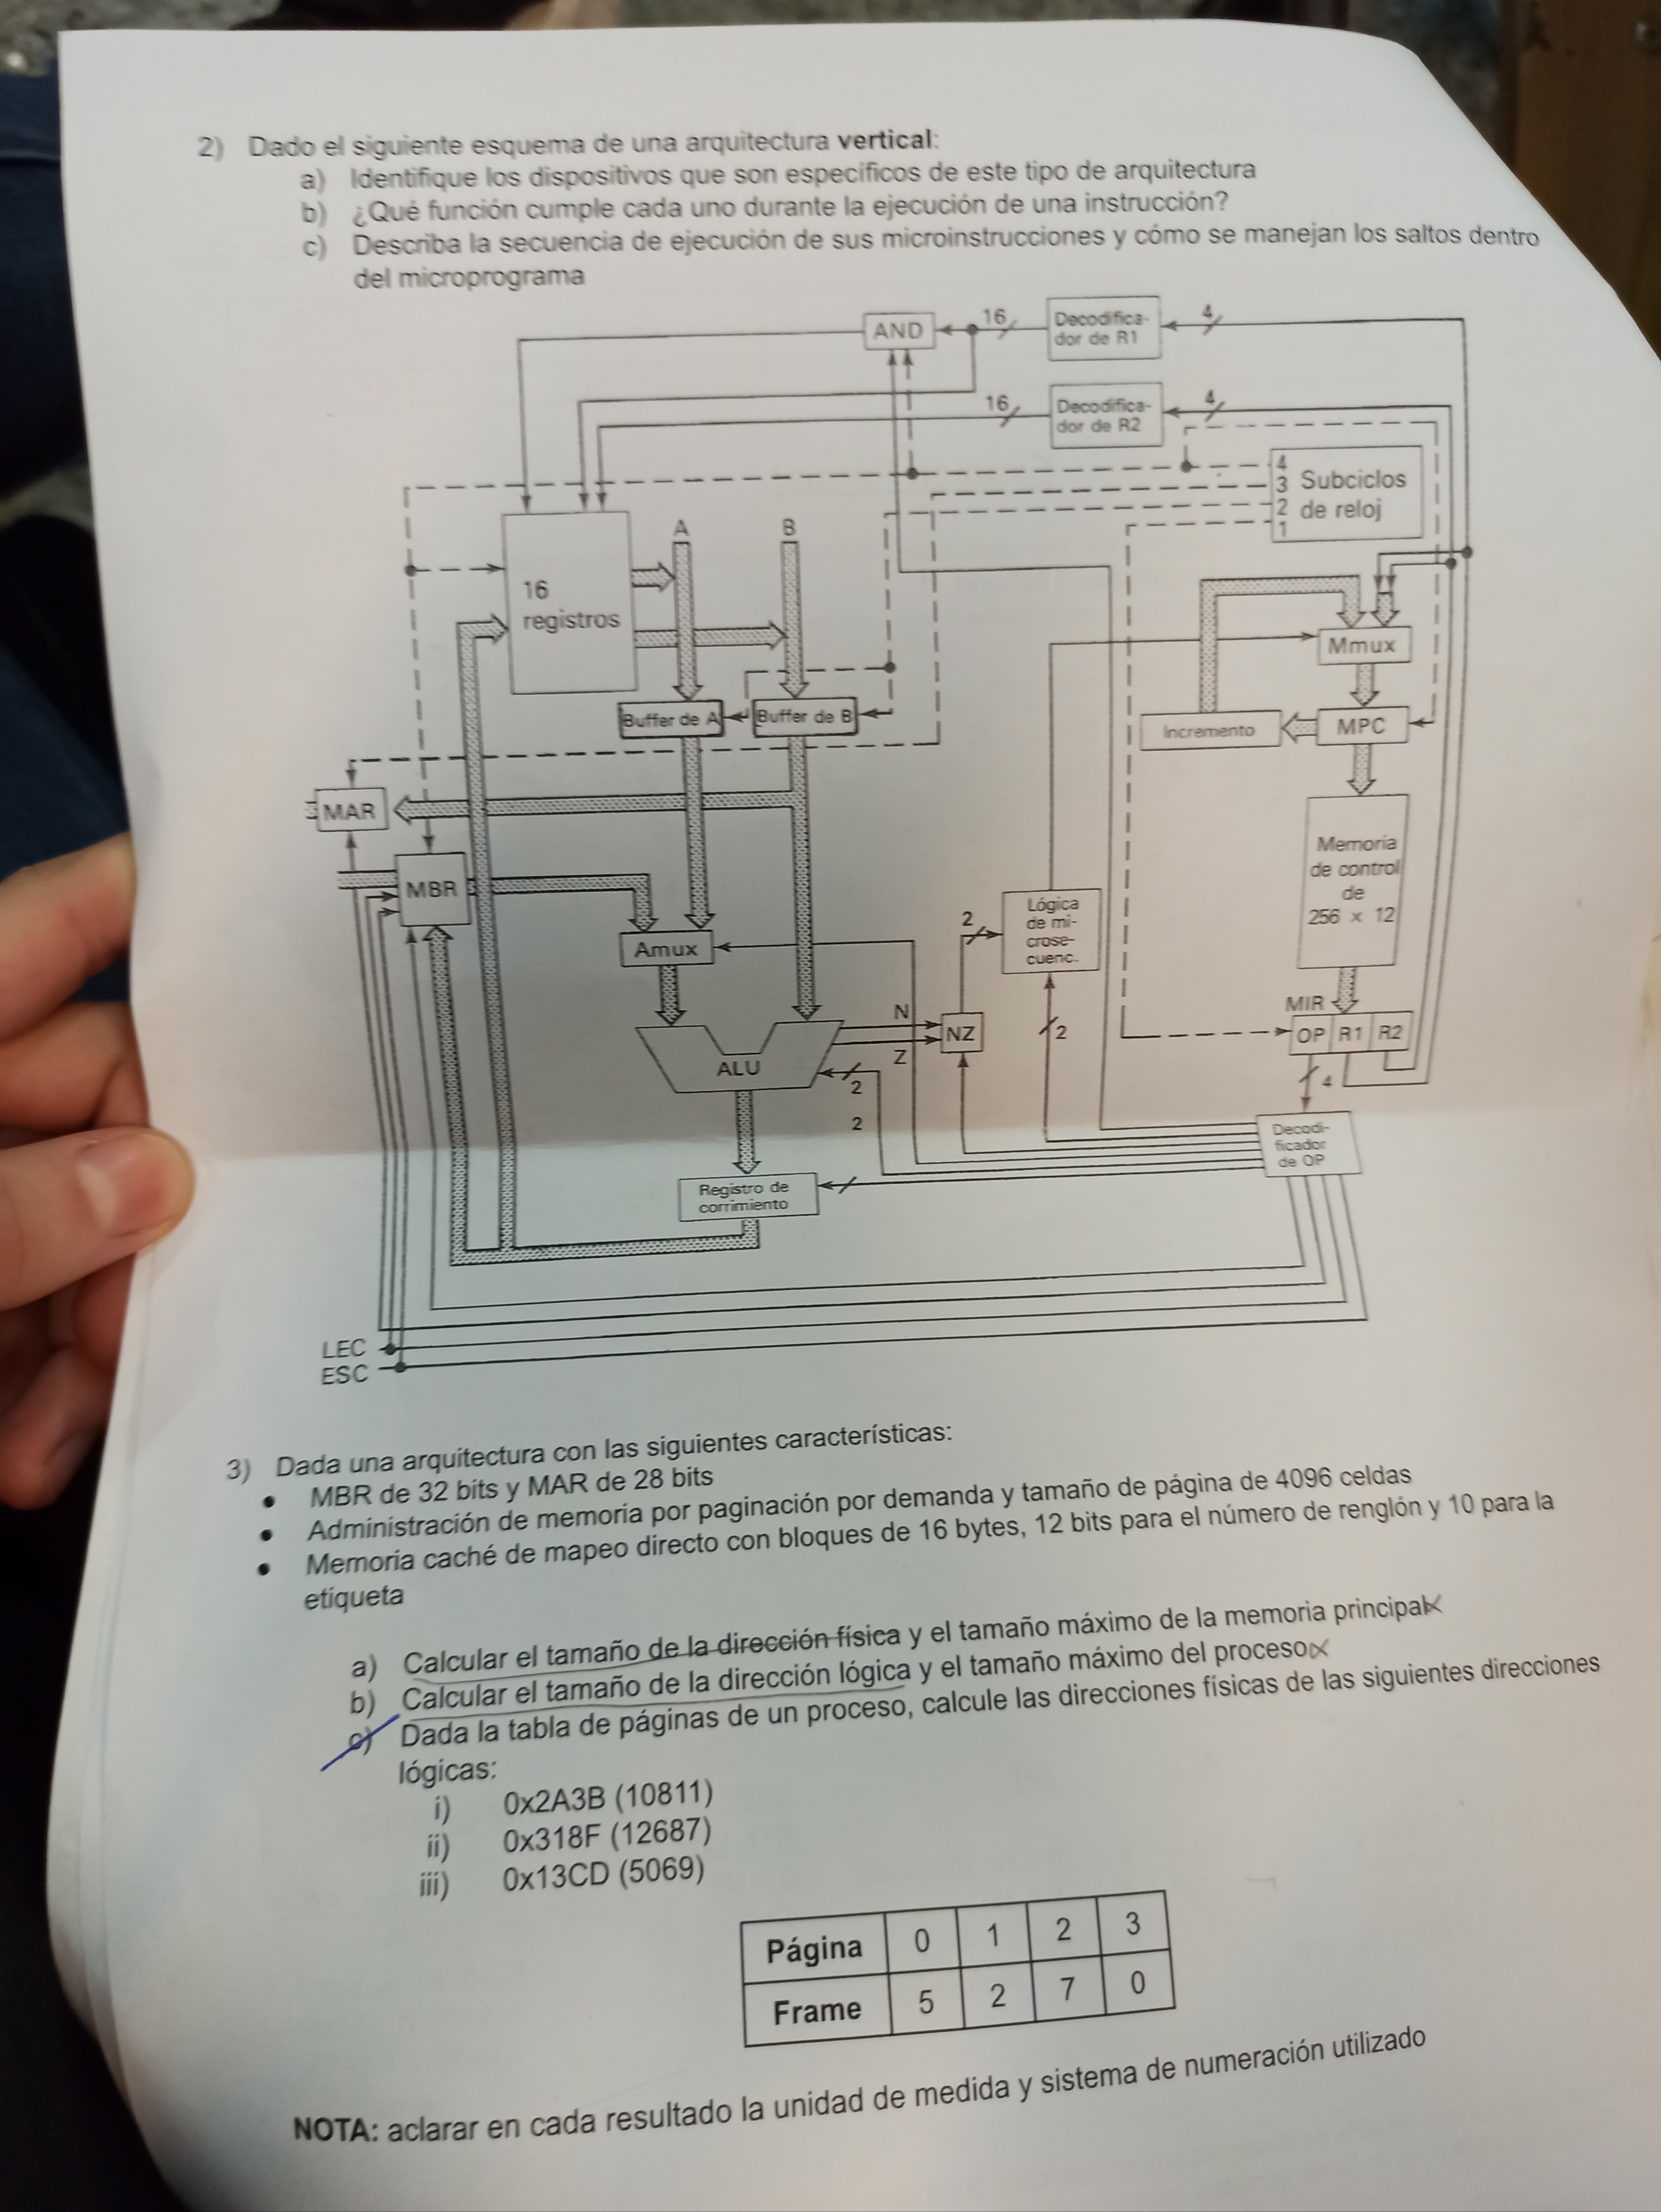 2) Dado el siguiente esquema de una arquitectura vertical:
a) Identifique los dispositivos que son específicos de este tipo de arquitectura
b) ¿Qué función cumple cada uno durante la ejecución de una instrucción?
c) Describa la secuencia de ejecución de sus microinstrucciones y cómo se manejan los saltos dentro
del microprograma
AND
16
Decodifica-
dor de R1
4
16
Decodifica-
dor de R2
4
4
3
2
1
Subciclos
de reloj
A
B
16
registros
Mmux
Buffer de A
Buffer de B
Incremento
MPC
MAR
MBR
Memoria
de control
de
256 x 12
Lógica
de mi-
crose-
cuenc.
2
Amux
MIR
N
NZ
Z
2
OP R1 R2
ALU
2
4
2
Decodi-
ficador
de OP
Registro de
corrimiento
LEC
ESC
3) Dada una arquitectura con las siguientes características:
• MBR de 32 bits y MAR de 28 bits
• Administración de memoria por paginación por demanda y tamaño de página de 4096 celdas
• Memoria caché de mapeo directo con bloques de 16 bytes, 12 bits para el número de renglón y 10 para la
etiqueta
a) Calcular el tamaño de la dirección física y el tamaño máximo de la memoria principal
b) Calcular el tamaño de la dirección lógica y el tamaño máximo del proceso
c) Dada la tabla de páginas de un proceso, calcule las direcciones físicas de las siguientes direcciones
lógicas:
i) 0x2A3B (10811)
ii) 0x318F (12687)
iii) 0x13CD (5069)
Página 0 1 2 3
Frame 5 2 7 0
NOTA: aclarar en cada resultado la unidad de medida y sistema de numeración utilizado